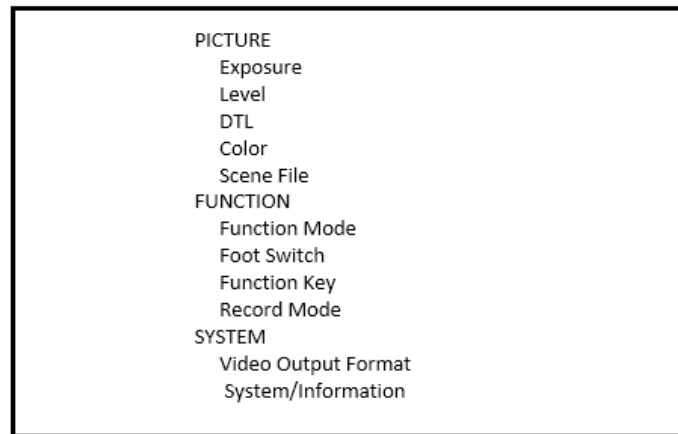 PICTURE
Exposure
Level
DTL
Color
Scene File
FUNCTION
Function Mode
Foot Switch
Function Key
Record Mode
SYSTEM
Video Output Format
System/Information